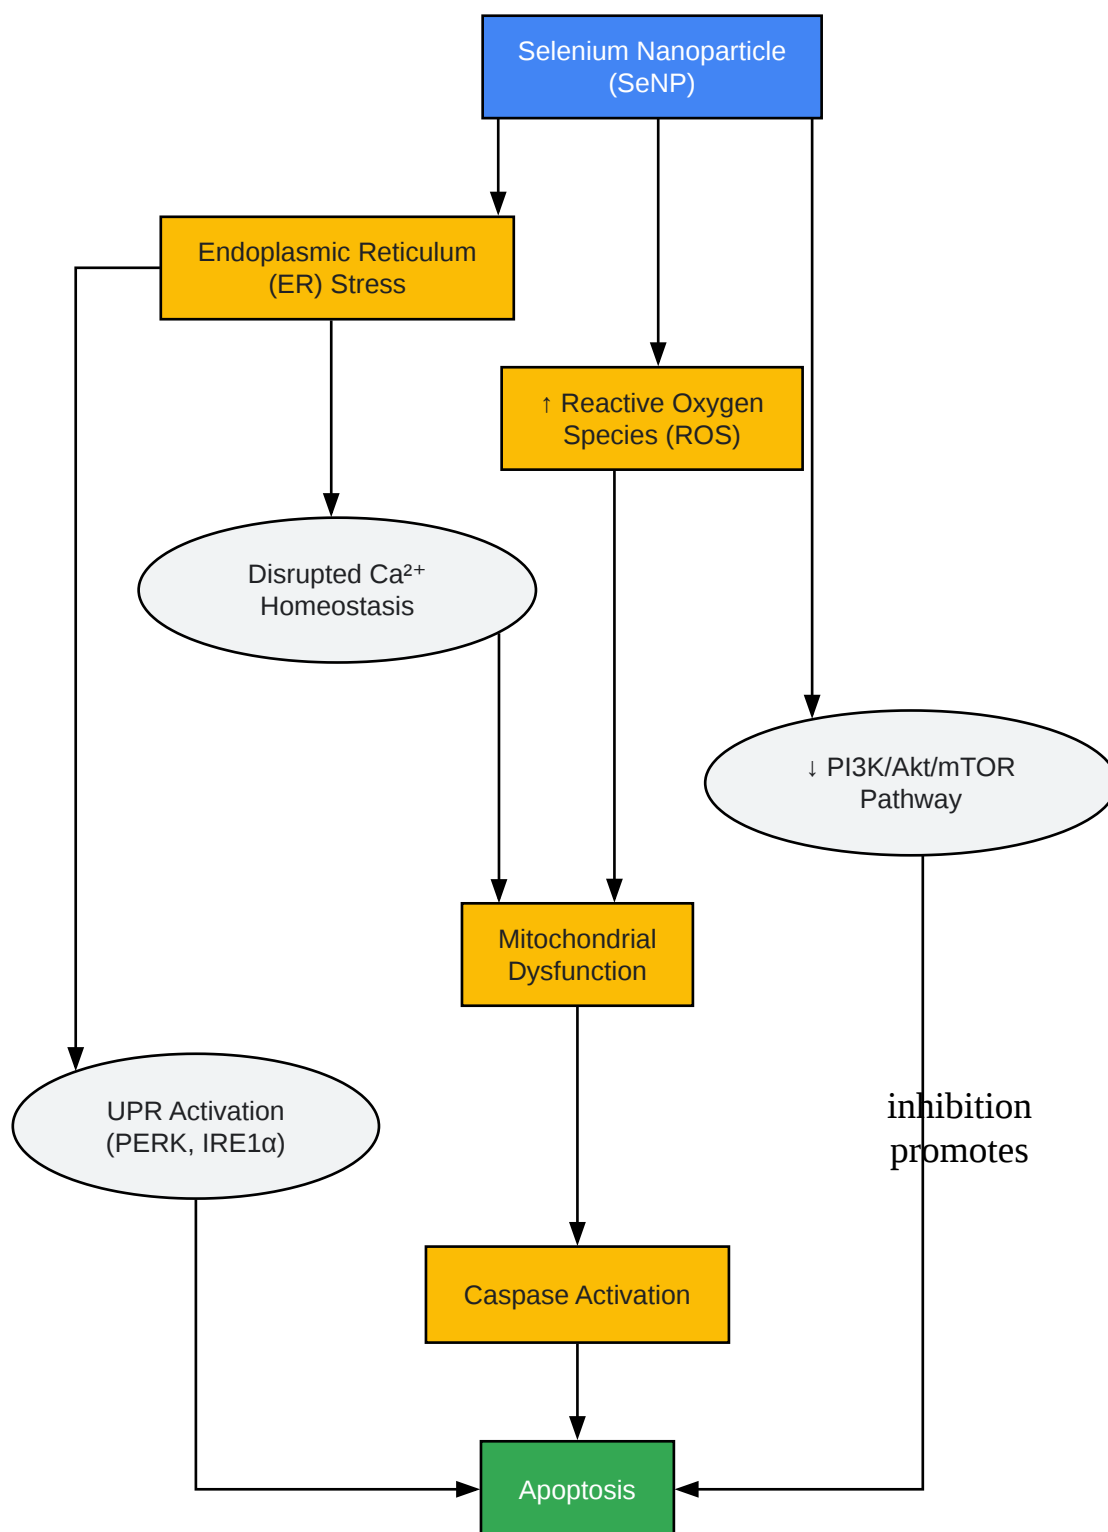 Selenium Nanoparticle
(SeNP)
Endoplasmic Reticulum
(ER) Stress
↑ Reactive Oxygen
Species (ROS)
Disrupted Ca²⁺
Homeostasis
↓ PI3K/Akt/mTOR
Pathway
Mitochondrial
Dysfunction
UPR Activation
(PERK, IRE1α)
inhibition
promotes
Caspase Activation
Apoptosis